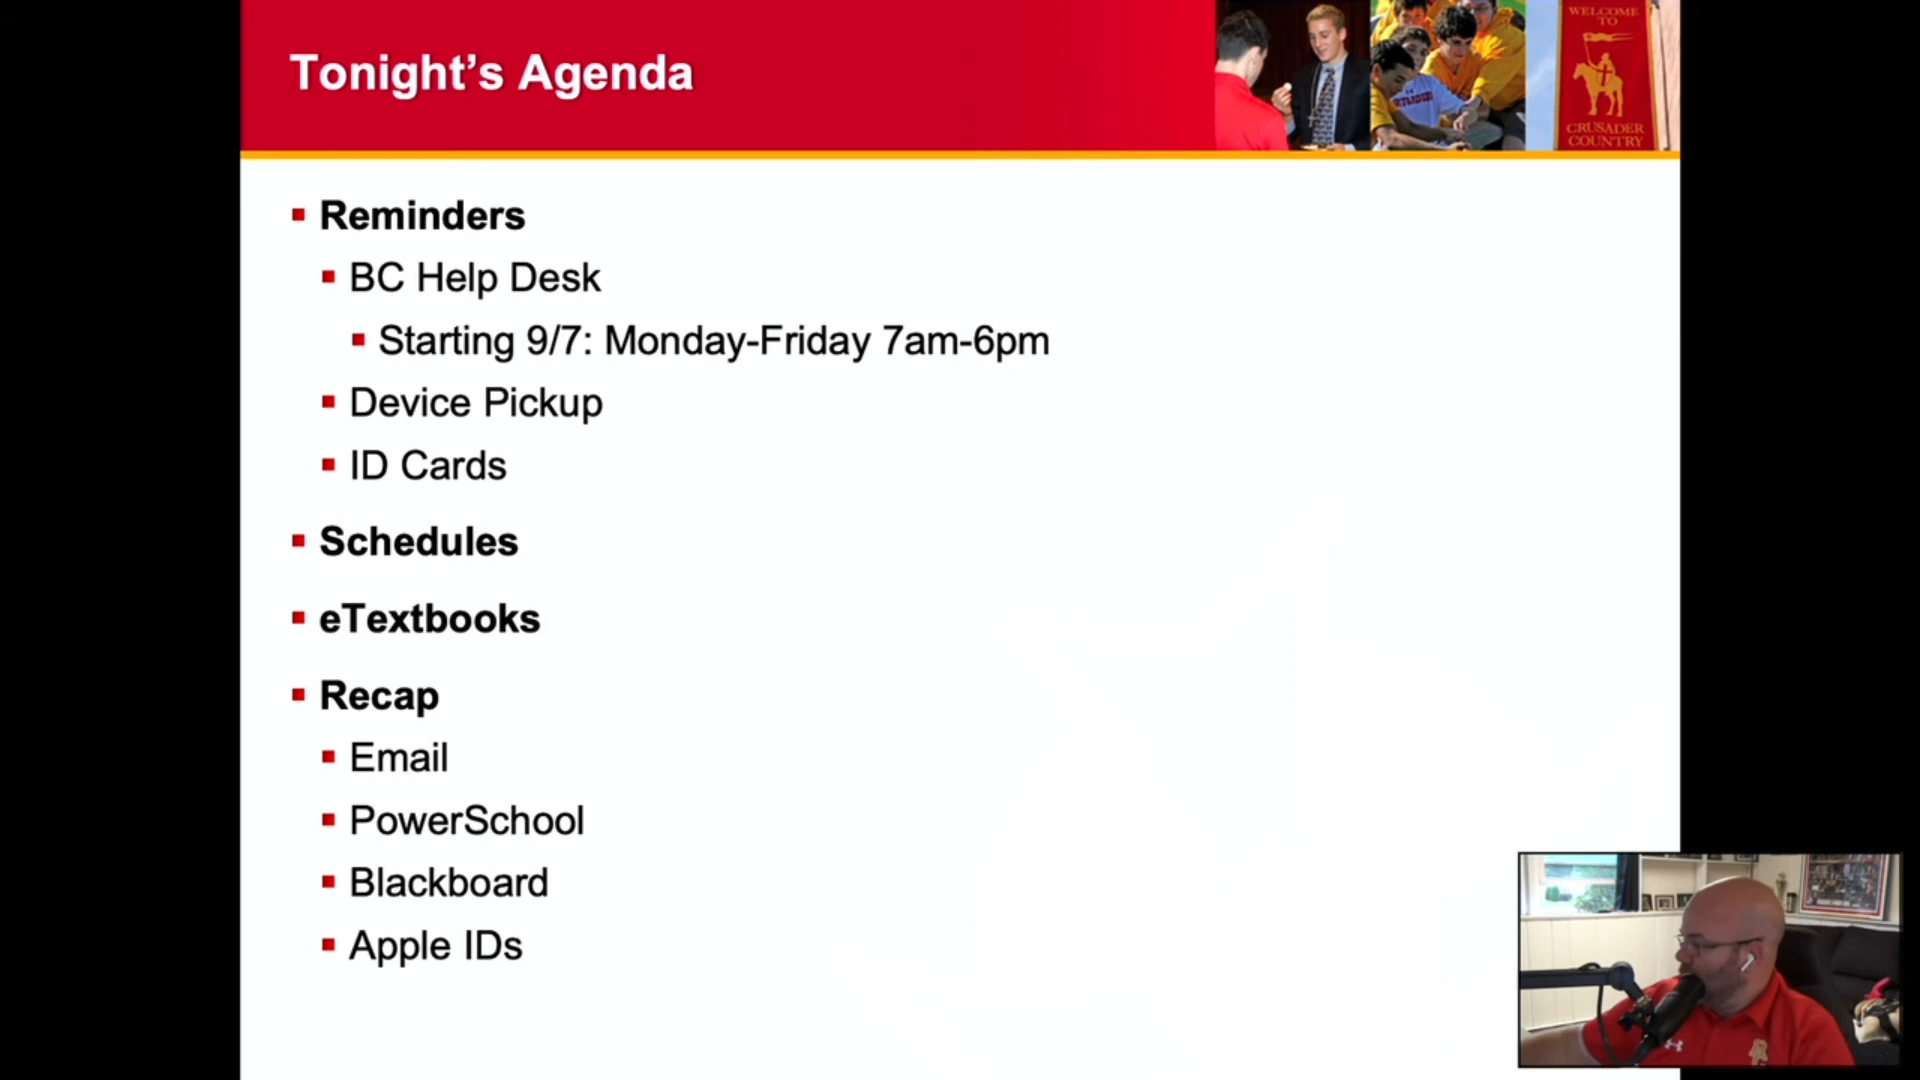 Tonight's Agenda
WELCOME
TO
CRUSADER
COUNTRY
Reminders
BC Help Desk
Starting 9/7: Monday-Friday 7am-6pm
Device Pickup
ID Cards
Schedules
eTextbooks
Recap
Email
PowerSchool
Blackboard
Apple IDs